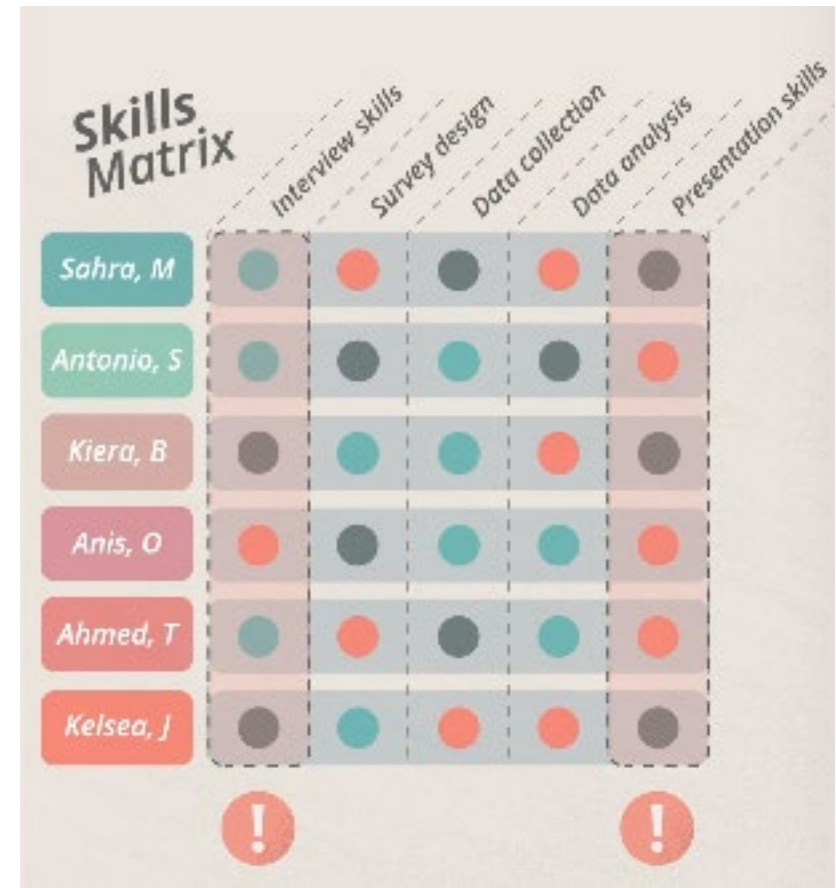 Skills
Matrix
Interview skills
Survey design
Data collection
Data analysis
Presentation skills
Sahra, M
Antonio, S
Kiera, B
Anis, O
Ahmed, T
Kelsea, J
!
!